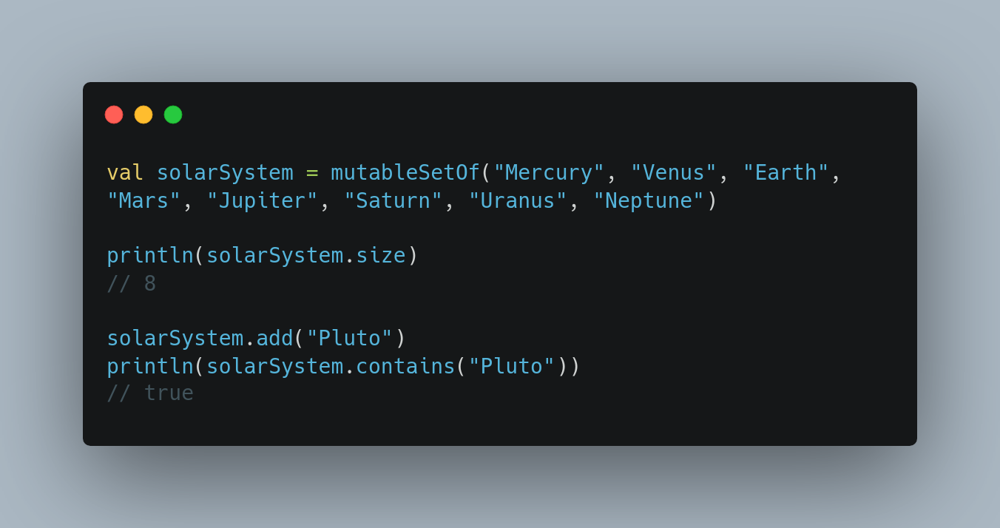 val solarSystem = mutableSetOf("Mercury", "Venus", "Earth",
"Mars", "Jupiter", "Saturn", "Uranus", "Neptune")
println(solarSystem.size)
// 8
solarSystem.add("Pluto")
println(solarSystem.contains("Pluto"))
// true